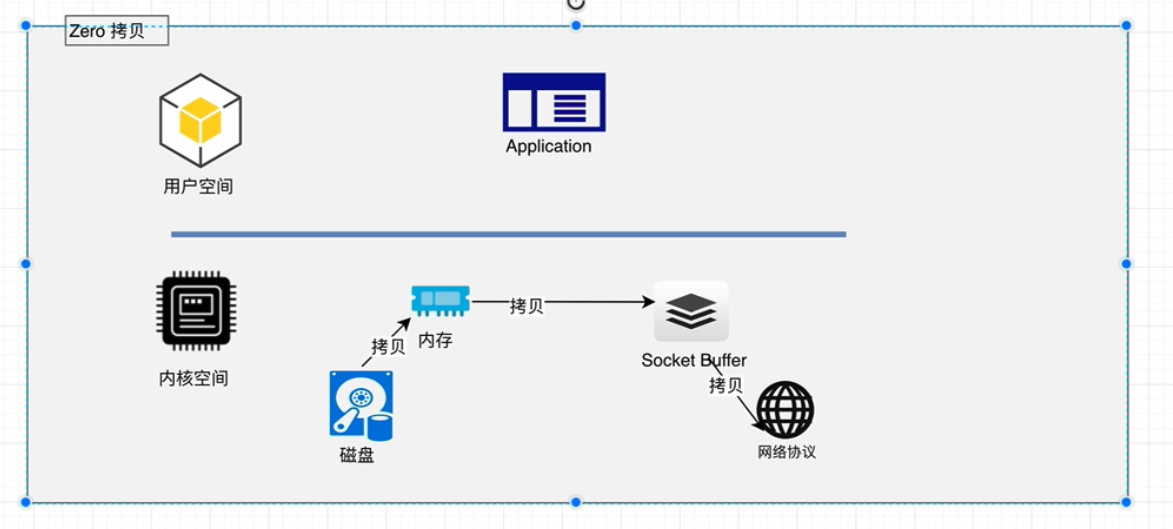 Zero 拷贝
Application
用户空间
拷贝
内存
拷贝
Socket Buffer
拷贝
内核空间
磁盘
网络协议